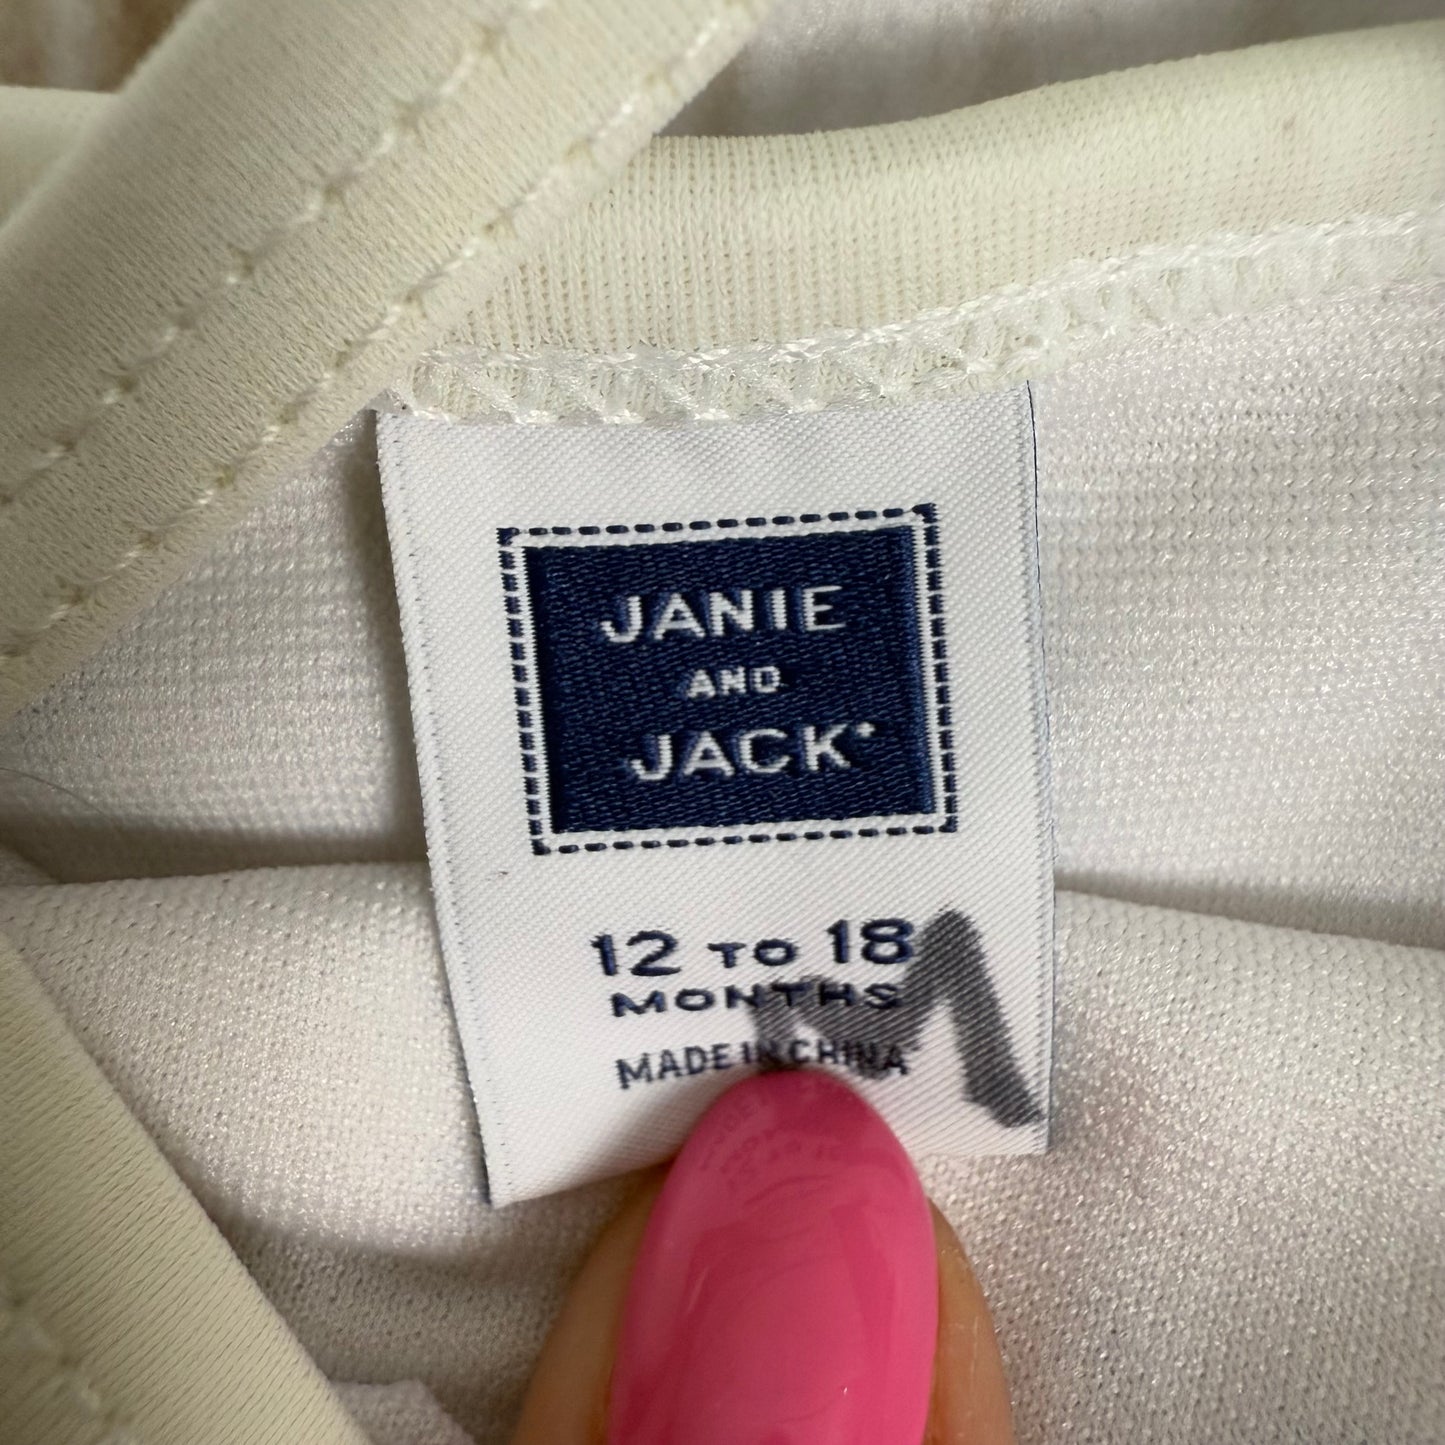 JANIE
AND
JACK
12 TO 18
MONTHS
MADE IN CHINA
M